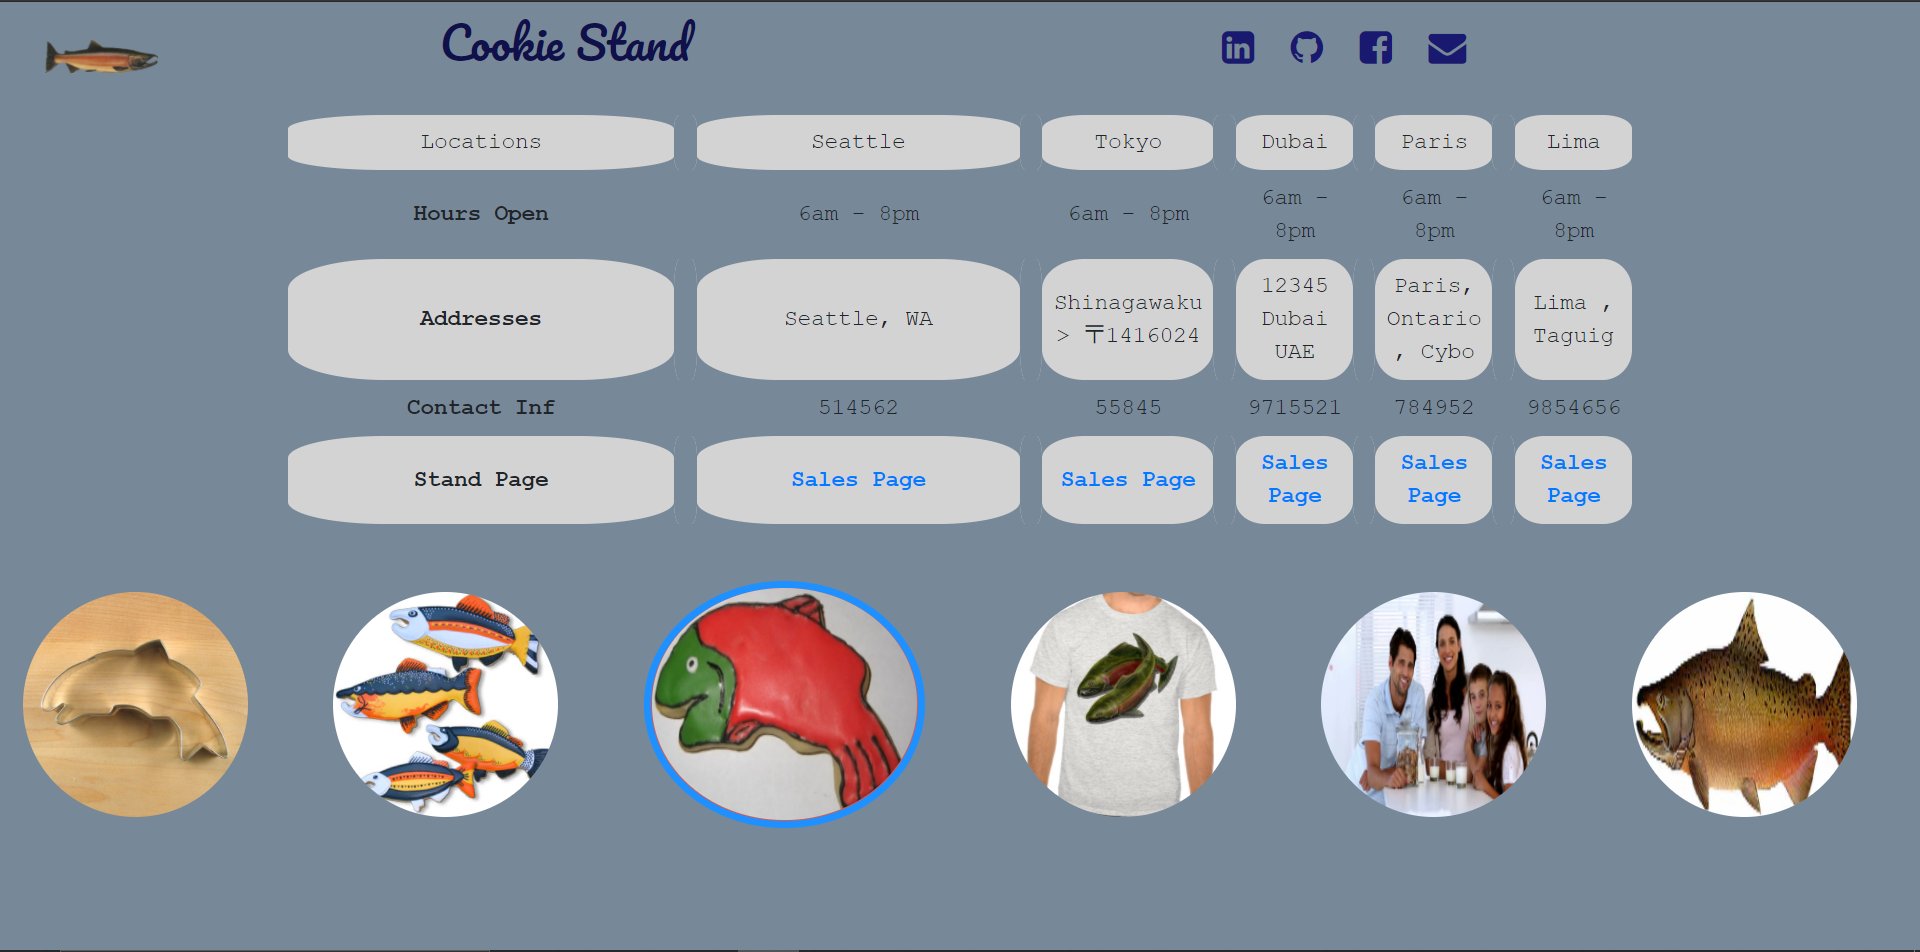 Cookie Stand
Locations Seattle Tokyo Dubai Paris Lima
Hours Open 6am - 8pm 6am - 8pm 6am - 8pm 6am - 8pm 6am - 8pm
Addresses Seattle, WA Shinagawaku > 〒1416024 12345 Dubai UAE Paris, Ontario , Cybo Lima , Taguig
Contact Inf 514562 55845 9715521 784952 9854656
Stand Page Sales Page Sales Page Sales Page Sales Page Sales Page